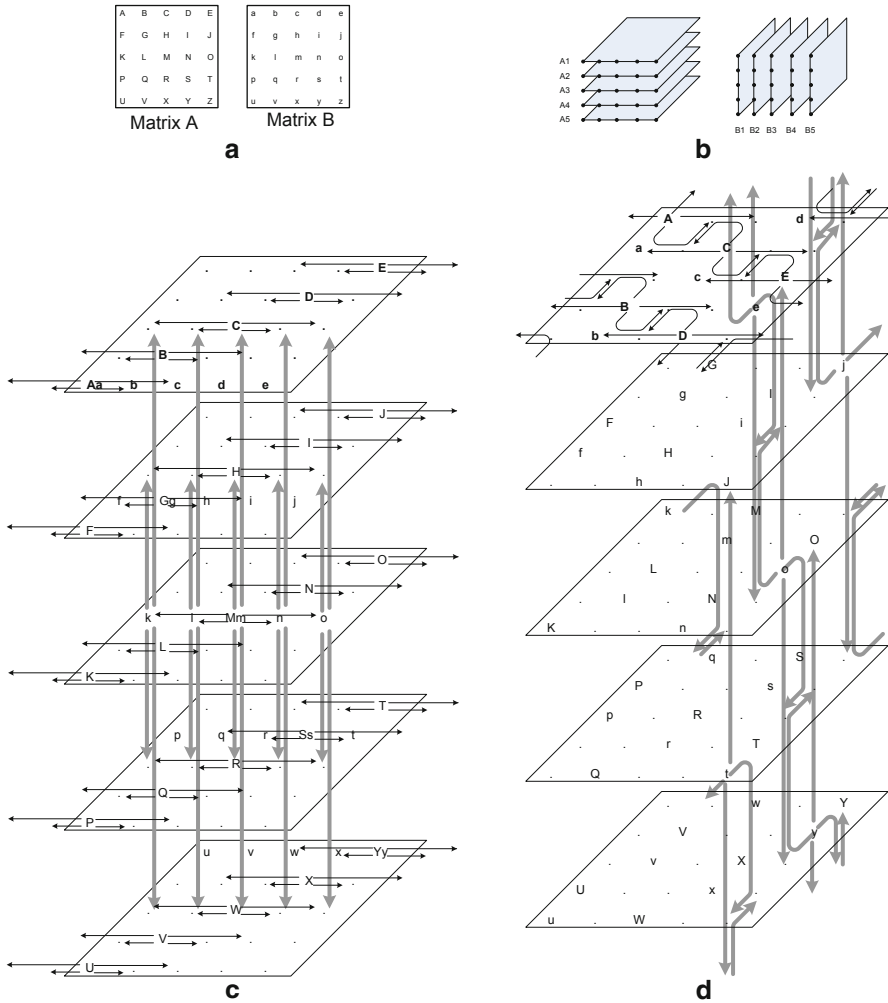 A B C D E
F G H I J
K L M N O
P Q R S T
U V X Y Z
Matrix A
a b c d e
f g h i j
k l m n o
p q r s t
u v x y z
Matrix B
a
A1
A2
A3
A4
A5
B1 B2 B3 B4 B5
b
E
D
C
B
Aa b c d e
J
I
H
f Gg h i j
F
O
N
k l Mm n o
L
K
T
p q r Ss t
R
Q
P
u v w x Yy
X
W
V
U
c
A d
a C
c E
B e
b D
G j
g I
F i
f H
h J
k M
m O
L o
l N
K n
q S
P s
p R
r T
Q t
w Y
V y
v X
U x
u W
d